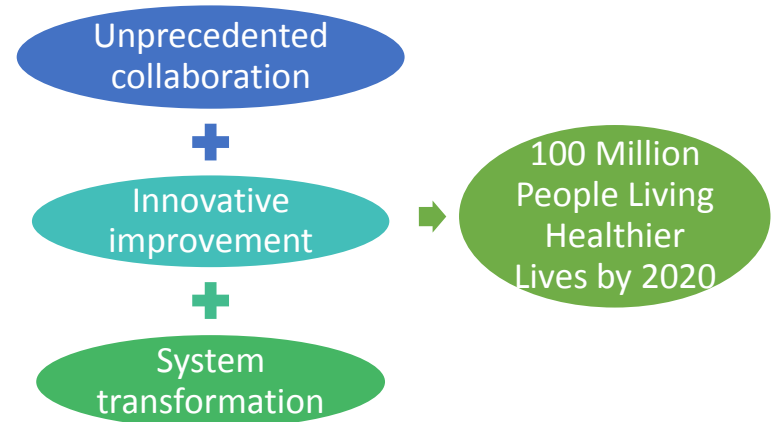 Unprecedented
collaboration
Innovative
improvement
System
transformation
100 Million
People Living
Healthier
Lives by 2020